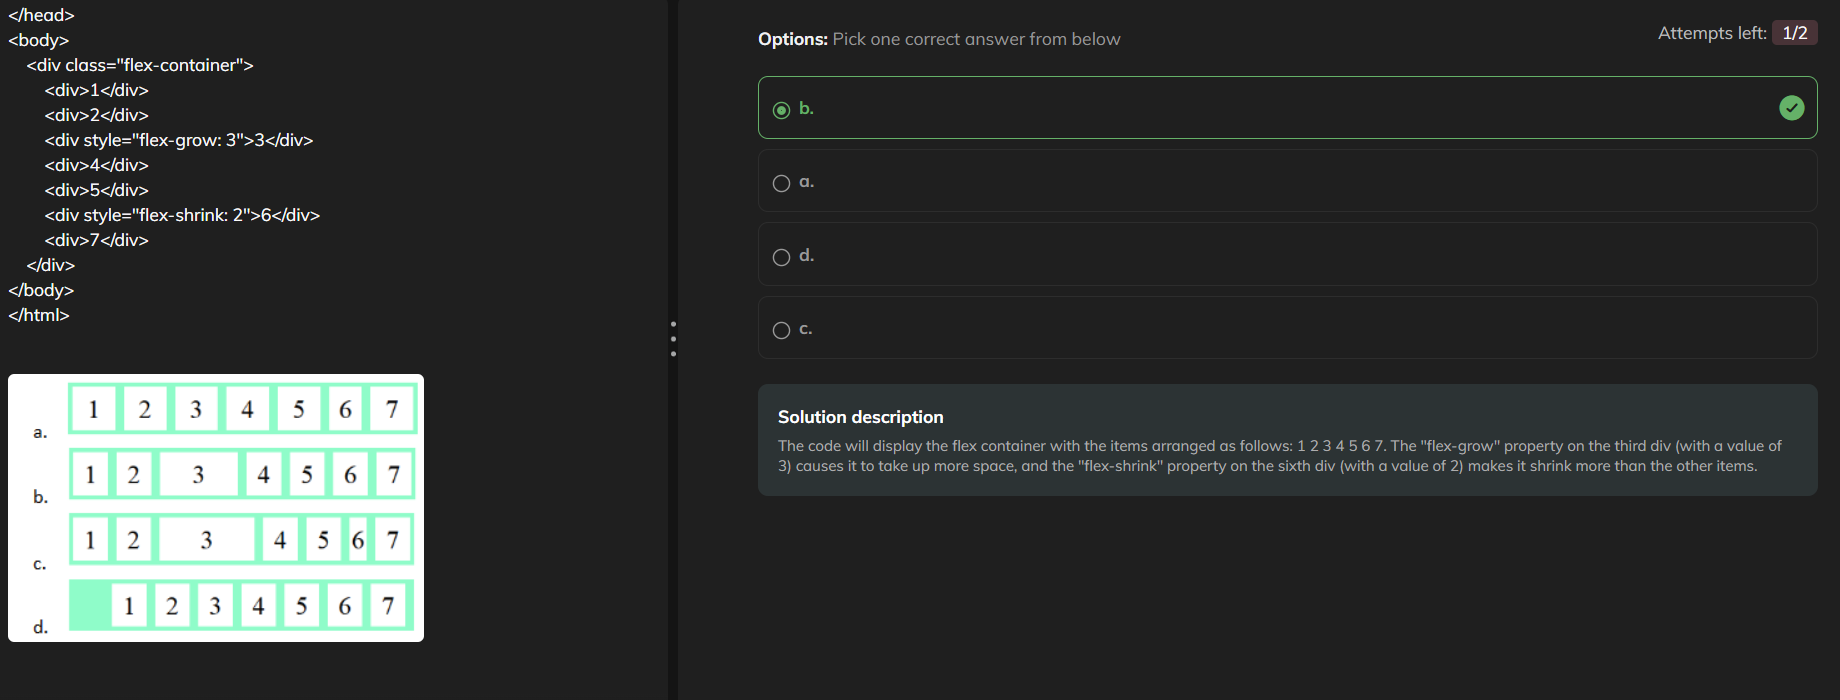 </head>
<body>
<div class="flex-container">
<div>1</div>
<div>2</div>
<div style="flex-grow: 3">3</div>
<div>4</div>
<div>5</div>
<div style="flex-shrink: 2">6</div>
<div>7</div>
</div>
</body>
</html>
1 2 3 4 5 6 7
a.
1 2 3 4 5 6 7
b.
1 2 3 4 5 6 7
c.
1 2 3 4 5 6 7
d.
Options: Pick one correct answer from below
Attempts left: 1/2
b.
a.
d.
c.
Solution description
The code will display the flex container with the items arranged as follows: 1 2 3 4 5 6 7. The "flex-grow" property on the third div (with a value of
3) causes it to take up more space, and the "flex-shrink" property on the sixth div (with a value of 2) makes it shrink more than the other items.